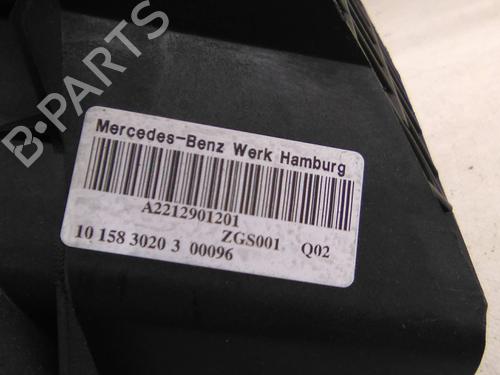 B-PARTS
Mercedes-Benz Werk Hamburg
A2212901201
ZGS001 Q02
10 158 3020 3 00096